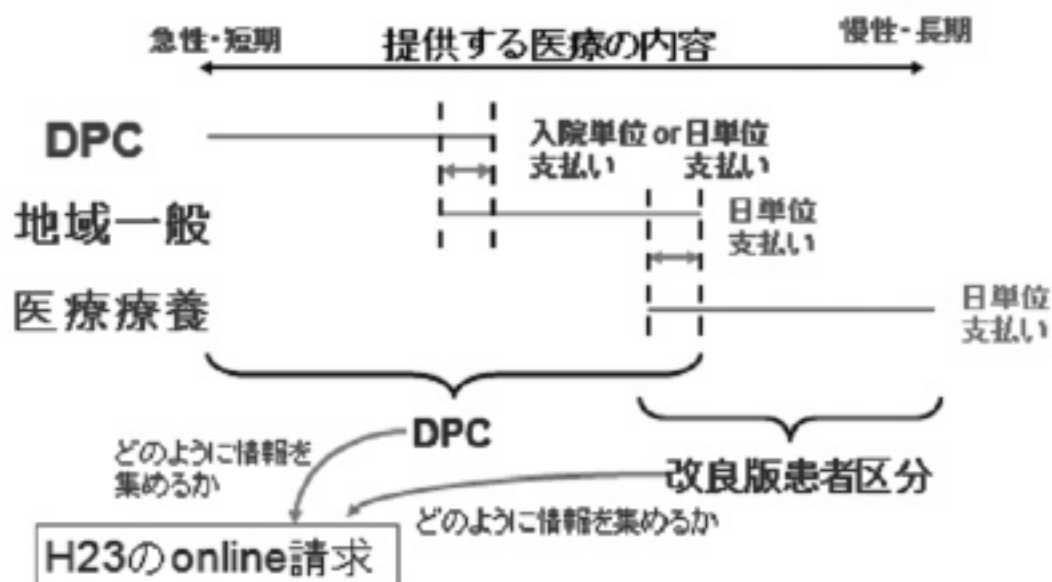 急性・短期
提供する医療の内容
慢性・長期
DPC
入院単位 or 日単位
支払い 支払い
地域一般
日単位
支払い
医療療養
日単位
支払い
DPC
どのように情報を
集めるか
改良版患者区分
どのように情報を集めるか
H23のonline請求